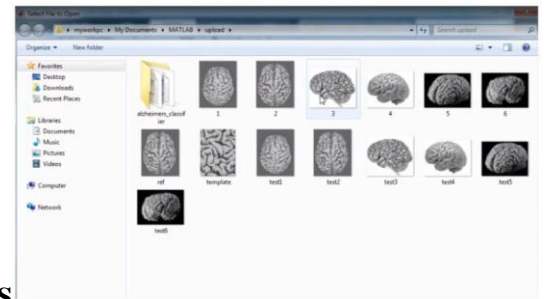 Select File to Open
myworkpc ▸ My Documents ▸ MATLAB ▸ upload ▸
Search upload
Organize
New folder
Favorites
Desktop
Downloads
Recent Places
Libraries
Documents
Music
Pictures
Videos
Computer
Network
alzheimers_classif
ier
1
2
3
4
5
6
ref
template
test1
test2
test3
test4
test5
test6
S